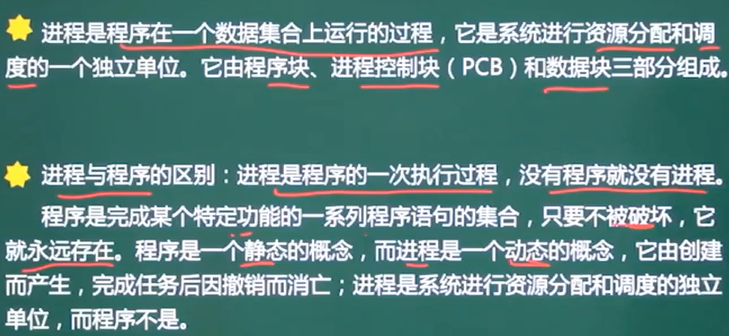 进程是程序在一个数据集合上运行的过程，它是系统进行资源分配和调
度的一个独立单位。它由程序块、进程控制块（PCB）和数据块三部分组成。
进程与程序的区别：进程是程序的一次执行过程，没有程序就没有进程。
程序是完成某个特定功能的一系列程序语句的集合，只要不被破坏，它
就永远存在。程序是一个静态的概念，而进程是一个动态的概念，它由创建
而产生，完成任务后因撤销而消亡；进程是系统进行资源分配和调度的独立
单位，而程序不是。